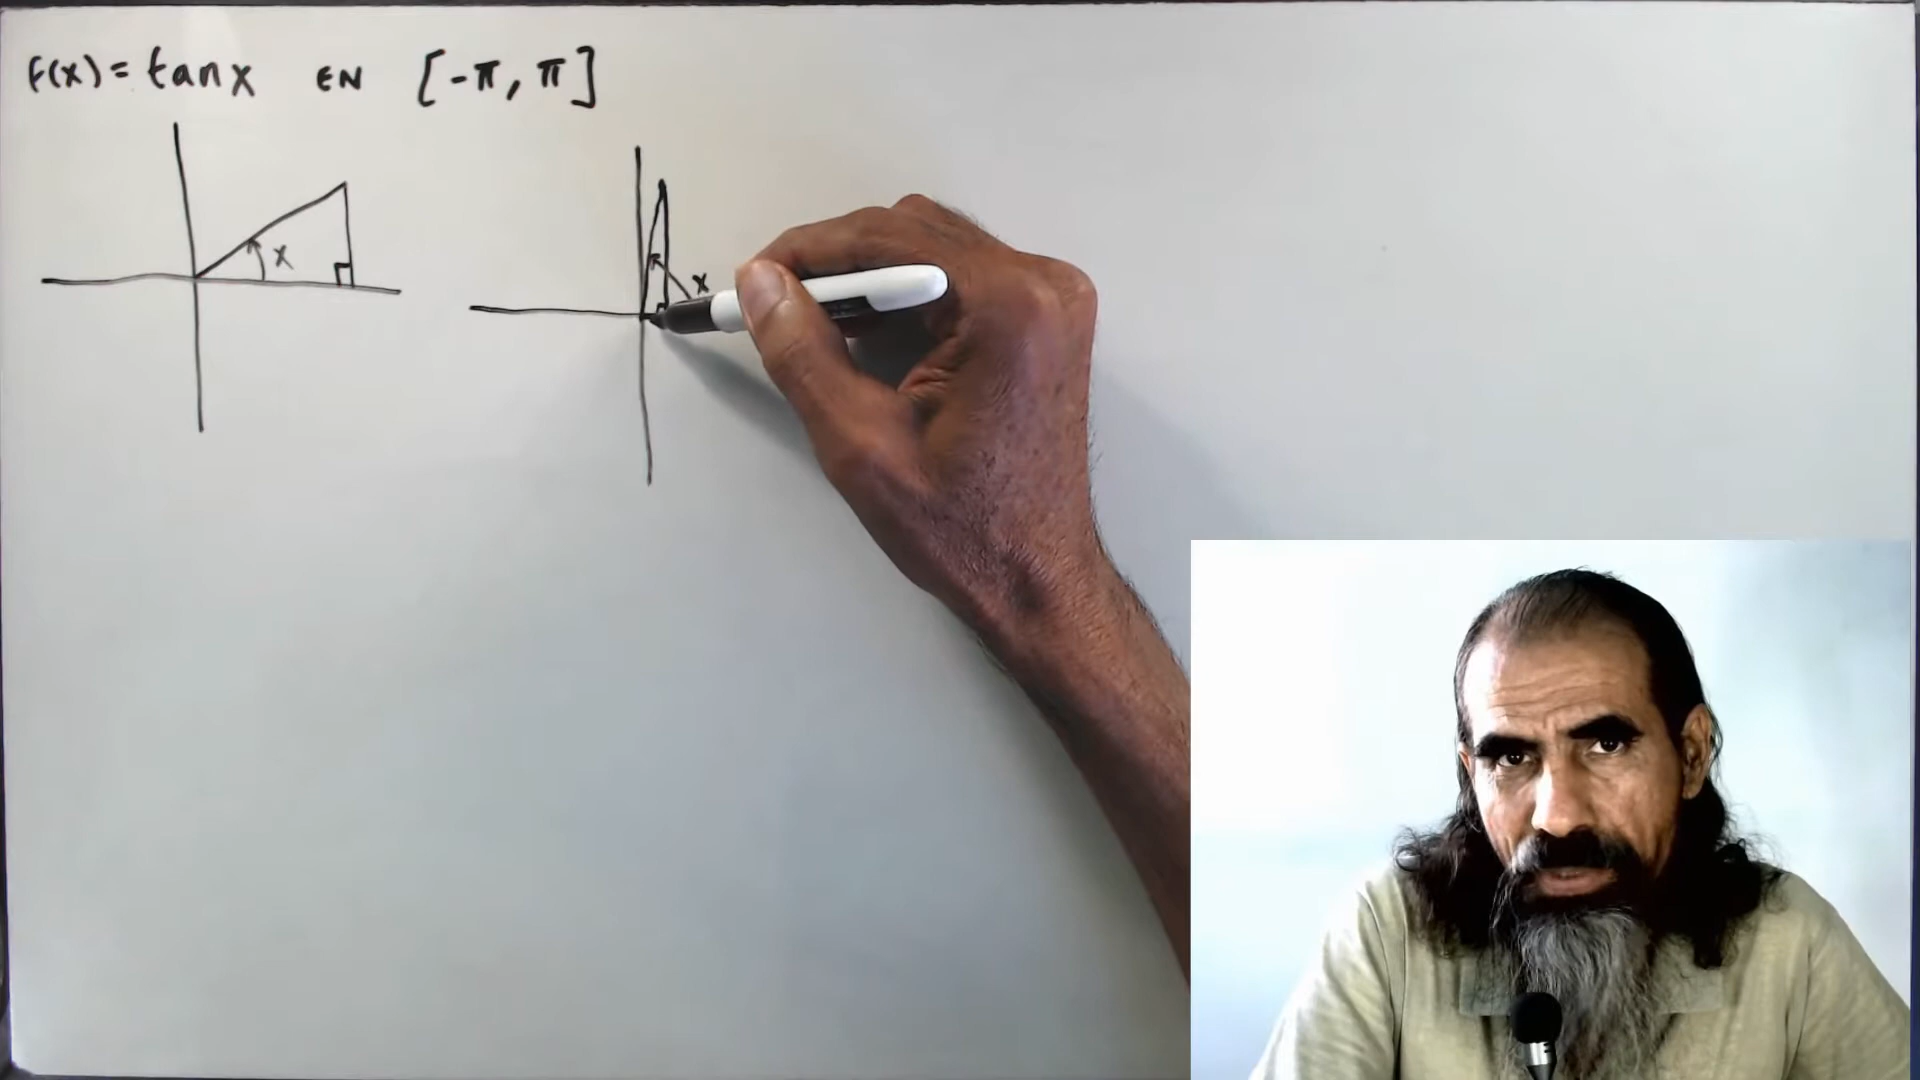 f(x) = tan x EN [-π, π]
x
x